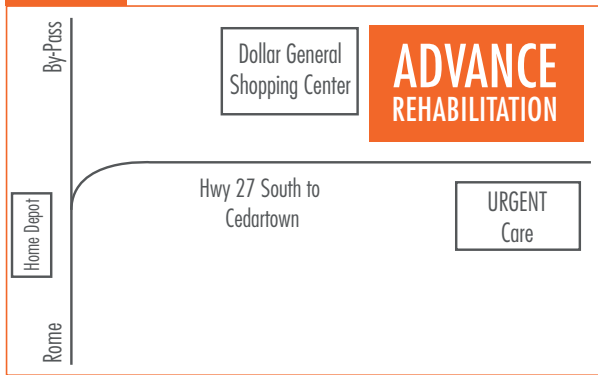 By-Pass
Dollar General
Shopping Center
ADVANCE
REHABILITATION
Hwy 27 South to
Cedartown
Home Depot
URGENT
Care
Rome